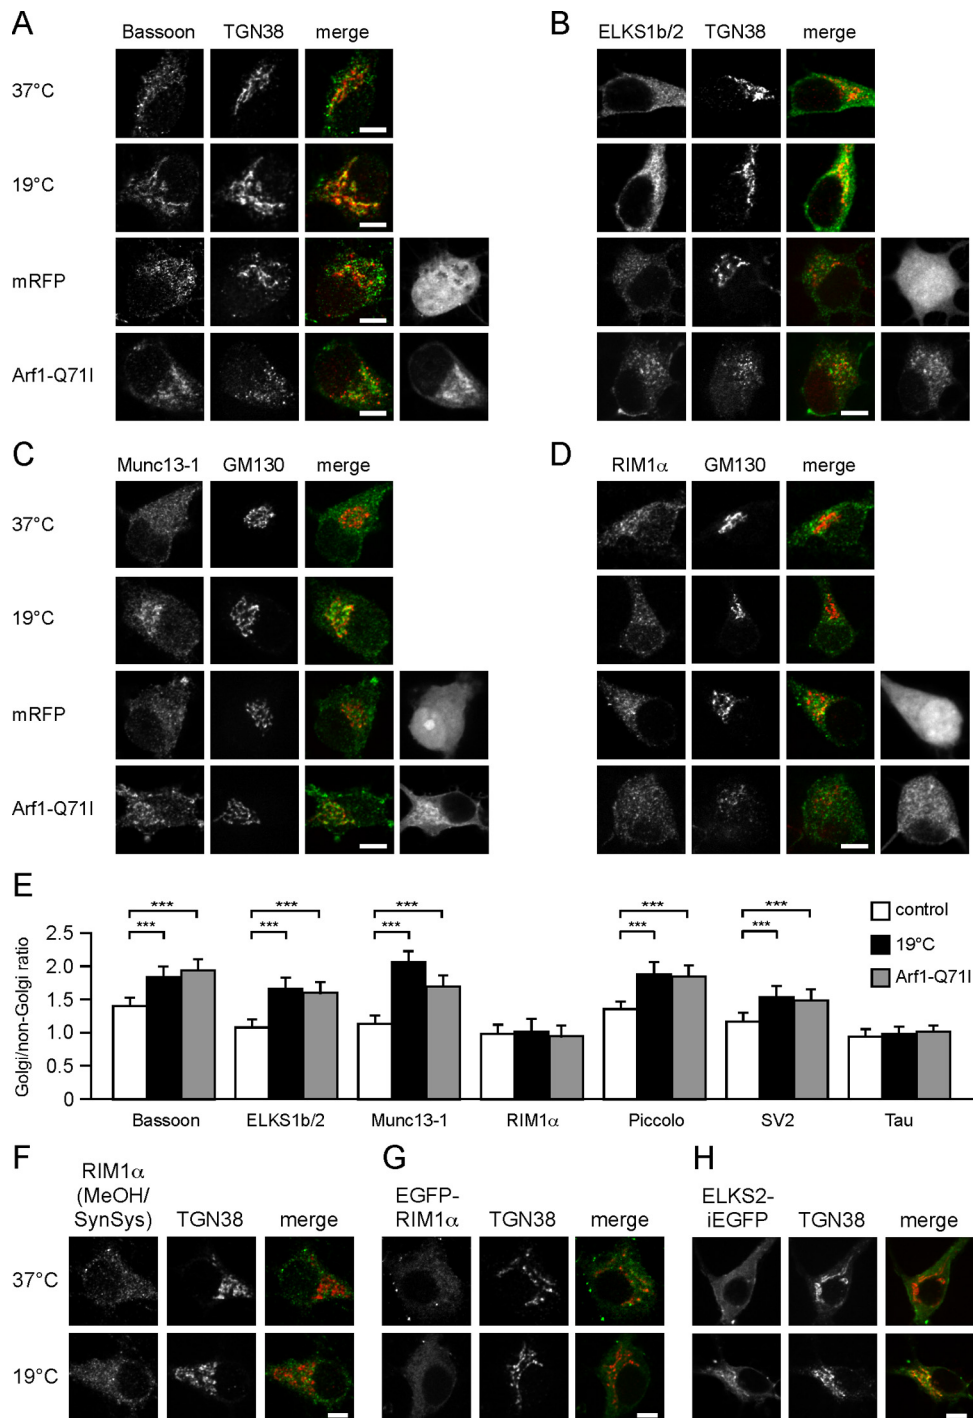 A
B
Bassoon TGN38 merge
ELKS1b/2 TGN38 merge
37°C
19°C
mRFP
Arf1-Q71I
C
D
Munc13-1 GM130 merge
RIM1α GM130 merge
37°C
19°C
mRFP
Arf1-Q71I
E
*** *** *** *** ***
*** *** *** *** ***
control
19°C
Arf1-Q71I
Golgi/non-Golgi ratio
2.5
2.0
1.5
1.0
.5
0
Bassoon ELKS1b/2 Munc13-1 RIM1α Piccolo SV2 Tau
F
G
H
RIM1α
(MeOH/
SynSys) TGN38 merge
EGFP-
RIM1α TGN38 merge
ELKS2-
iEGFP TGN38 merge
37°C
19°C